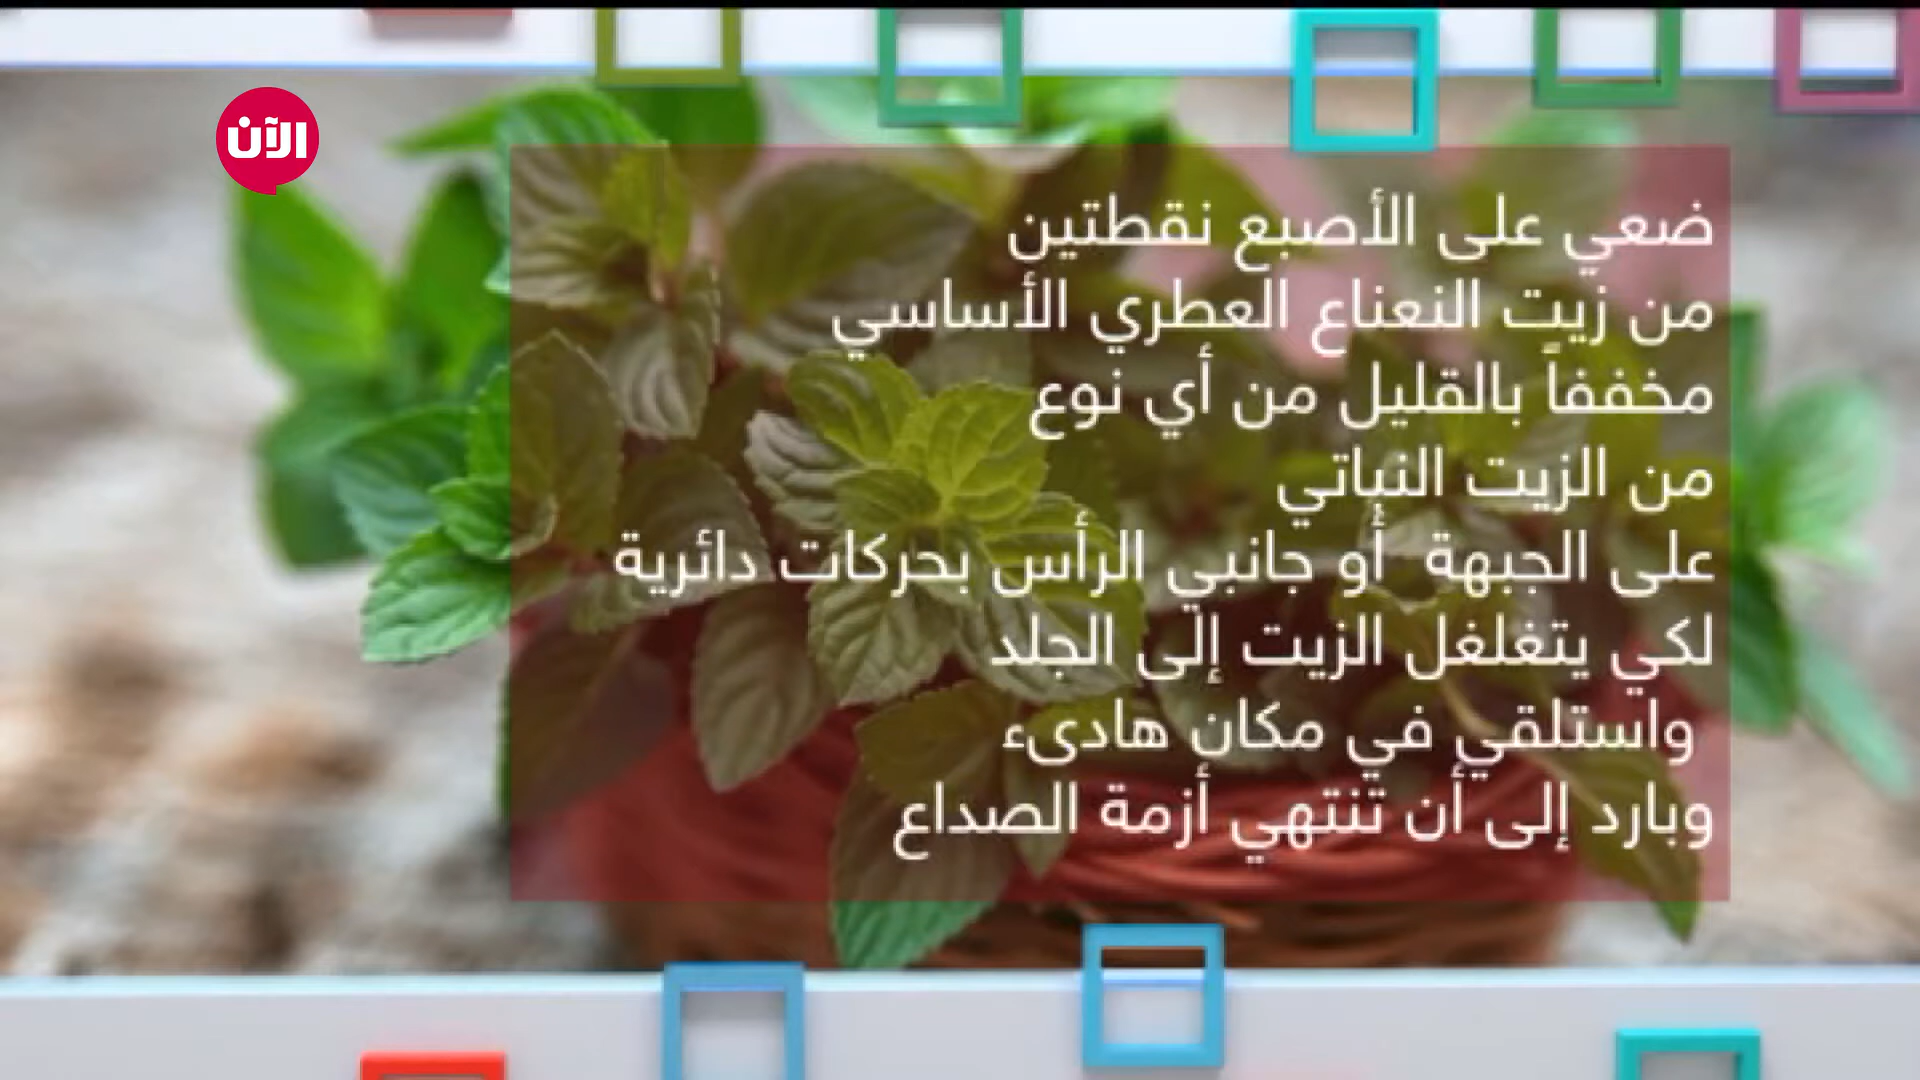 الآن
ضعي على الأصبع نقطتين
من زيت النعناع العطري الأساسي
مخففاً بالقليل من أي نوع
من الزيت النباتي
على الجبهة أو جانبي الرأس بحركات دائرية
لكي يتغلغل الزيت إلى الجلد
واستلقي في مكان هادىء
وبارد إلى أن تنتهي أزمة الصداع